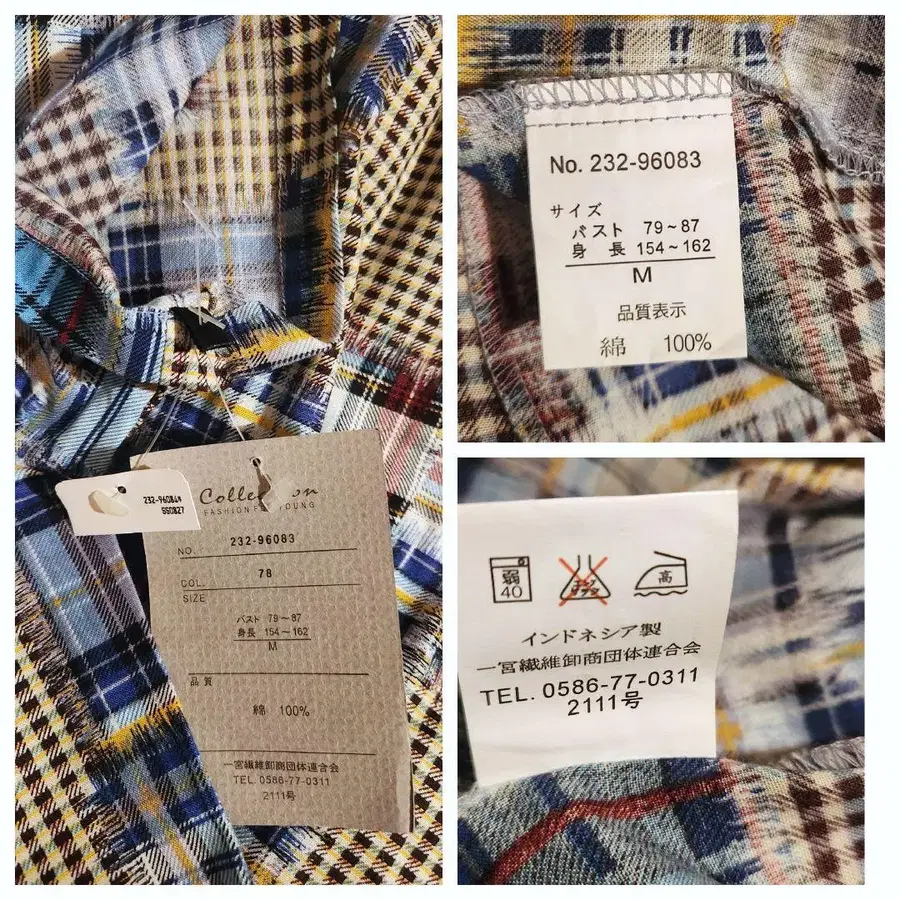 232-96084*
550827
Collection
FASHION F YOUNG
NO. 232-96083
COL. 78
SIZE
バスト 79~87
身長 154~162
M
品質
綿 100%
一宮繊維卸商団体連合会
TEL. 0586-77-0311
2111号
No. 232-96083
サイズ
バスト 79~87
身長 154~162
M
品質表示
綿 100%
弱
40
高
インドネシア製
一宮繊維卸商団体連合会
TEL. 0586-77-0311
2111号